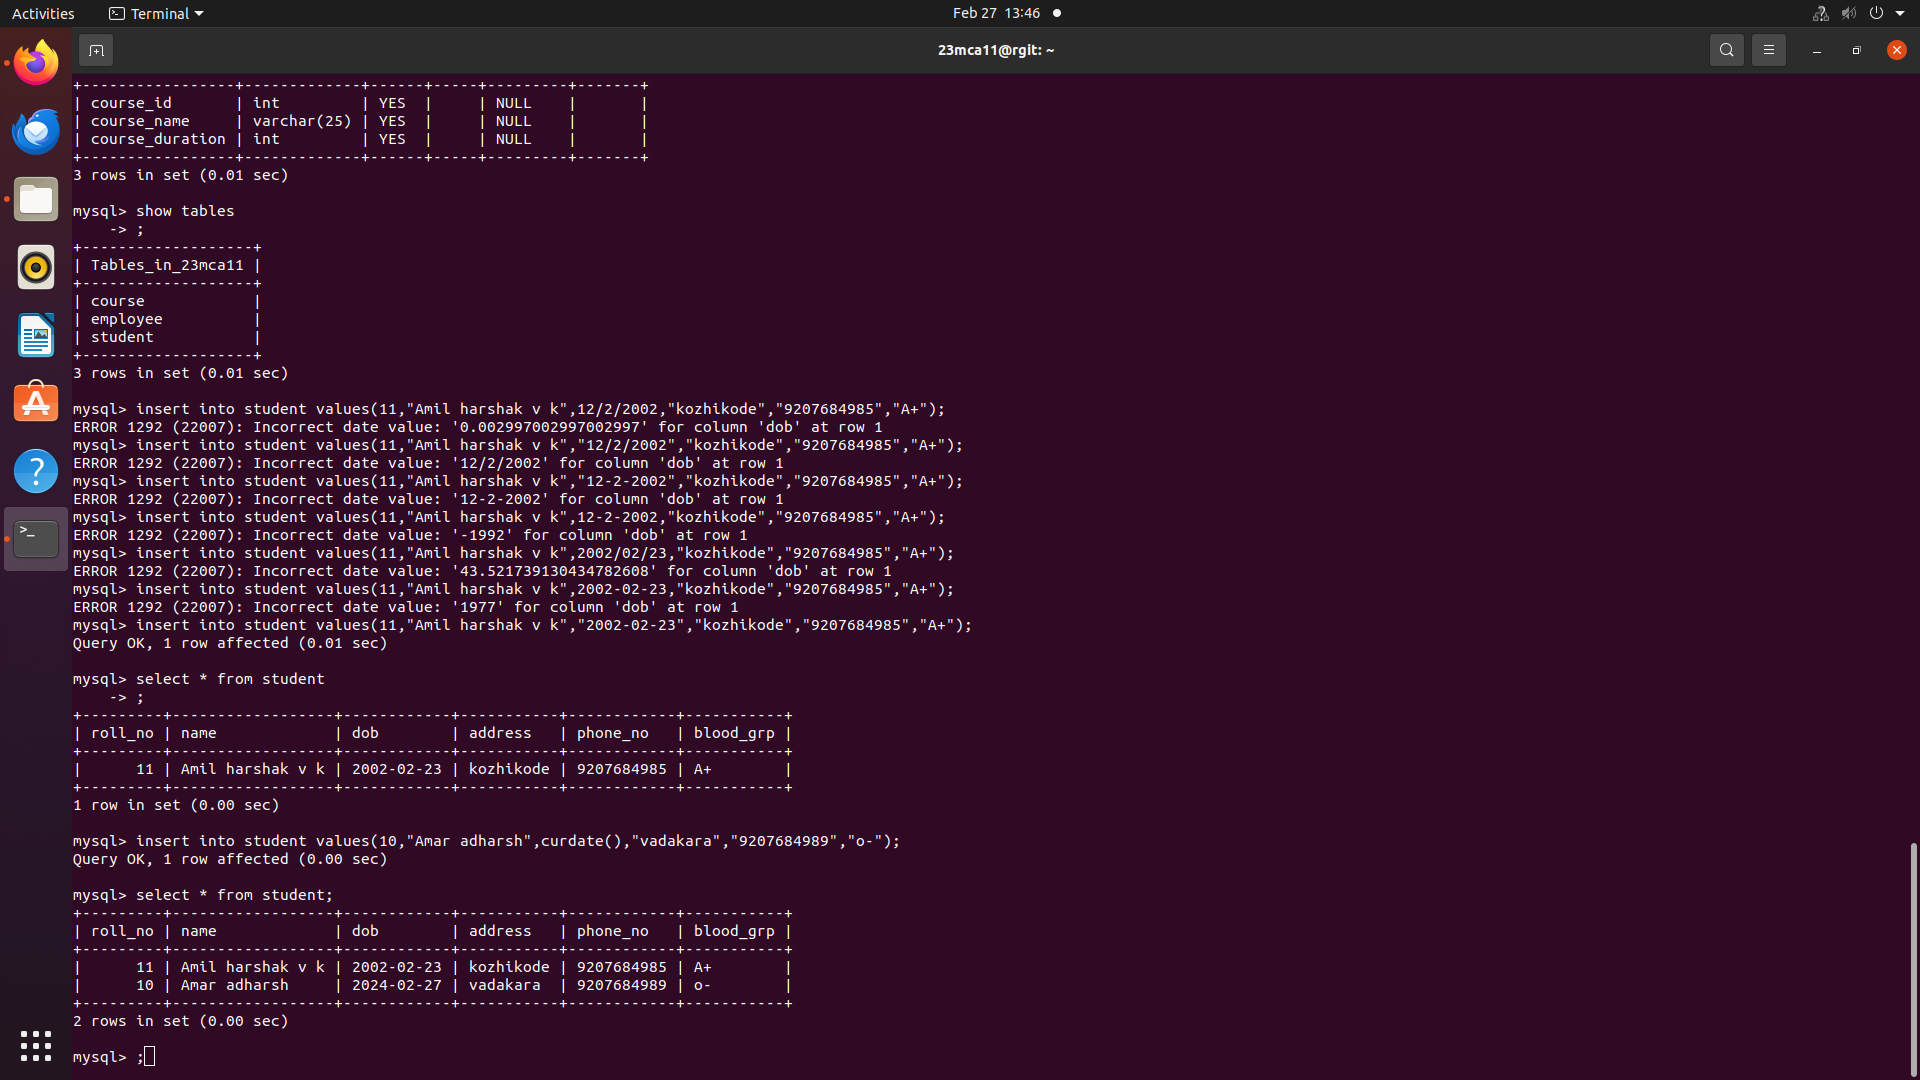 Activities
Terminal
Feb 27 13:46
23mca11@rgit: ~
+-----------------+-------------+------+-----+---------+-------+
| course_id       | int         | YES  |     | NULL    |       |
| course_name     | varchar(25) | YES  |     | NULL    |       |
| course_duration | int         | YES  |     | NULL    |       |
+-----------------+-------------+------+-----+---------+-------+
3 rows in set (0.01 sec)

mysql> show tables
    -> ;
+-------------------+
| Tables_in_23mca11 |
+-------------------+
| course            |
| employee          |
| student           |
+-------------------+
3 rows in set (0.01 sec)

mysql> insert into student values(11,"Amil harshak v k",12/2/2002,"kozhikode","9207684985","A+");
ERROR 1292 (22007): Incorrect date value: '0.002997002997002997' for column 'dob' at row 1
mysql> insert into student values(11,"Amil harshak v k","12/2/2002","kozhikode","9207684985","A+");
ERROR 1292 (22007): Incorrect date value: '12/2/2002' for column 'dob' at row 1
mysql> insert into student values(11,"Amil harshak v k","12-2-2002","kozhikode","9207684985","A+");
ERROR 1292 (22007): Incorrect date value: '12-2-2002' for column 'dob' at row 1
mysql> insert into student values(11,"Amil harshak v k",12-2-2002,"kozhikode","9207684985","A+");
ERROR 1292 (22007): Incorrect date value: '-1992' for column 'dob' at row 1
mysql> insert into student values(11,"Amil harshak v k",2002/02/23,"kozhikode","9207684985","A+");
ERROR 1292 (22007): Incorrect date value: '43.521739130434782608' for column 'dob' at row 1
mysql> insert into student values(11,"Amil harshak v k",2002-02-23,"kozhikode","9207684985","A+");
ERROR 1292 (22007): Incorrect date value: '1977' for column 'dob' at row 1
mysql> insert into student values(11,"Amil harshak v k","2002-02-23","kozhikode","9207684985","A+");
Query OK, 1 row affected (0.01 sec)

mysql> select * from student
    -> ;
+---------+------------------+------------+-----------+------------+-----------+
| roll_no | name             | dob        | address   | phone_no   | blood_grp |
+---------+------------------+------------+-----------+------------+-----------+
|      11 | Amil harshak v k | 2002-02-23 | kozhikode | 9207684985 | A+        |
+---------+------------------+------------+-----------+------------+-----------+
1 row in set (0.00 sec)

mysql> insert into student values(10,"Amar adharsh",curdate(),"vadakara","9207684989","o-");
Query OK, 1 row affected (0.00 sec)

mysql> select * from student;
+---------+------------------+------------+-----------+------------+-----------+
| roll_no | name             | dob        | address   | phone_no   | blood_grp |
+---------+------------------+------------+-----------+------------+-----------+
|      11 | Amil harshak v k | 2002-02-23 | kozhikode | 9207684985 | A+        |
|      10 | Amar adharsh     | 2024-02-27 | vadakara  | 9207684989 | o-        |
+---------+------------------+------------+-----------+------------+-----------+
2 rows in set (0.00 sec)

mysql> ;